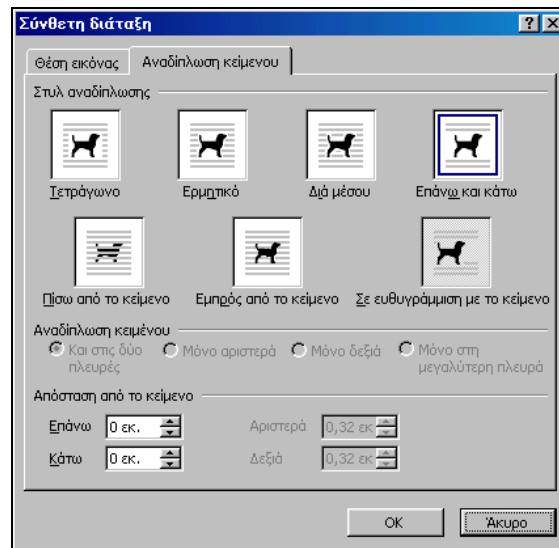 Σύνθετη διάταξη
Θέση εικόνας Αναδίπλωση κείμενου
Στυλ αναδίπλωσης
Τετράγωνο Ερμητικό Διά μέσου Επάνω και κάτω
Πίσω από το κείμενο Εμπρός από το κείμενο Σε ευθυγράμμιση με το κείμενο
Αναδίπλωση κειμένου
Και στις δύο πλευρές Μόνο αριστερά Μόνο δεξιά Μόνο στη μεγαλύτερη πλευρά
Απόσταση από το κείμενο
Επάνω 0 εκ. Αριστερά 0,32 εκ
Κάτω 0 εκ. Δεξιά 0,32 εκ
OK Άκυρο